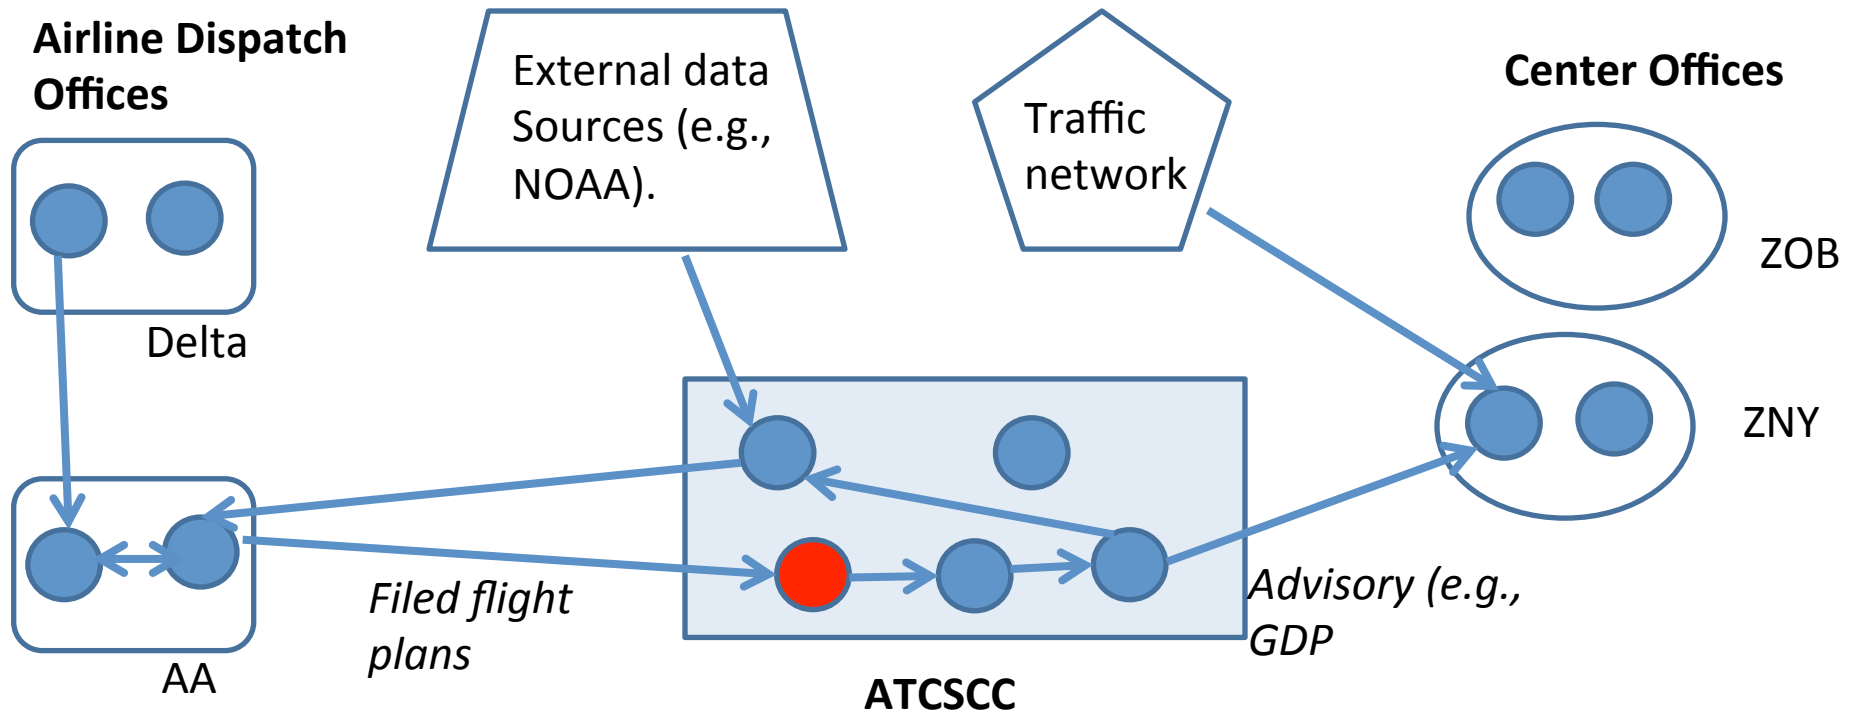 Airline Dispatch
Offices
External data
Sources (e.g.,
NOAA).
Traffic
network
Center Offices
ZOB
Delta
ZNY
Filed flight
plans
Advisory (e.g.,
GDP
AA
ATCSCC